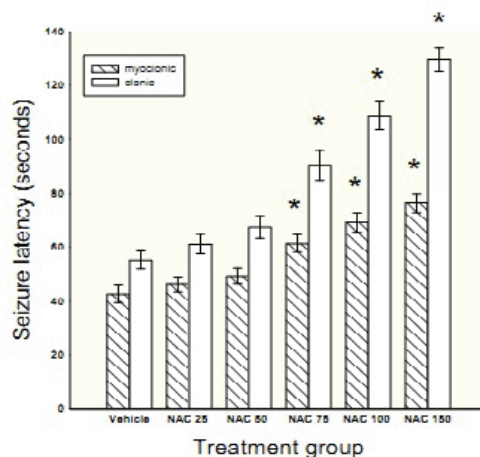 *
140
120
100
80
60
40
20
0
Seizure latency (seconds)
myoclonic
clonic
* * * * *
Vehicle NAC 25 NAC 50 NAC 75 NAC 100 NAC 150
Treatment group